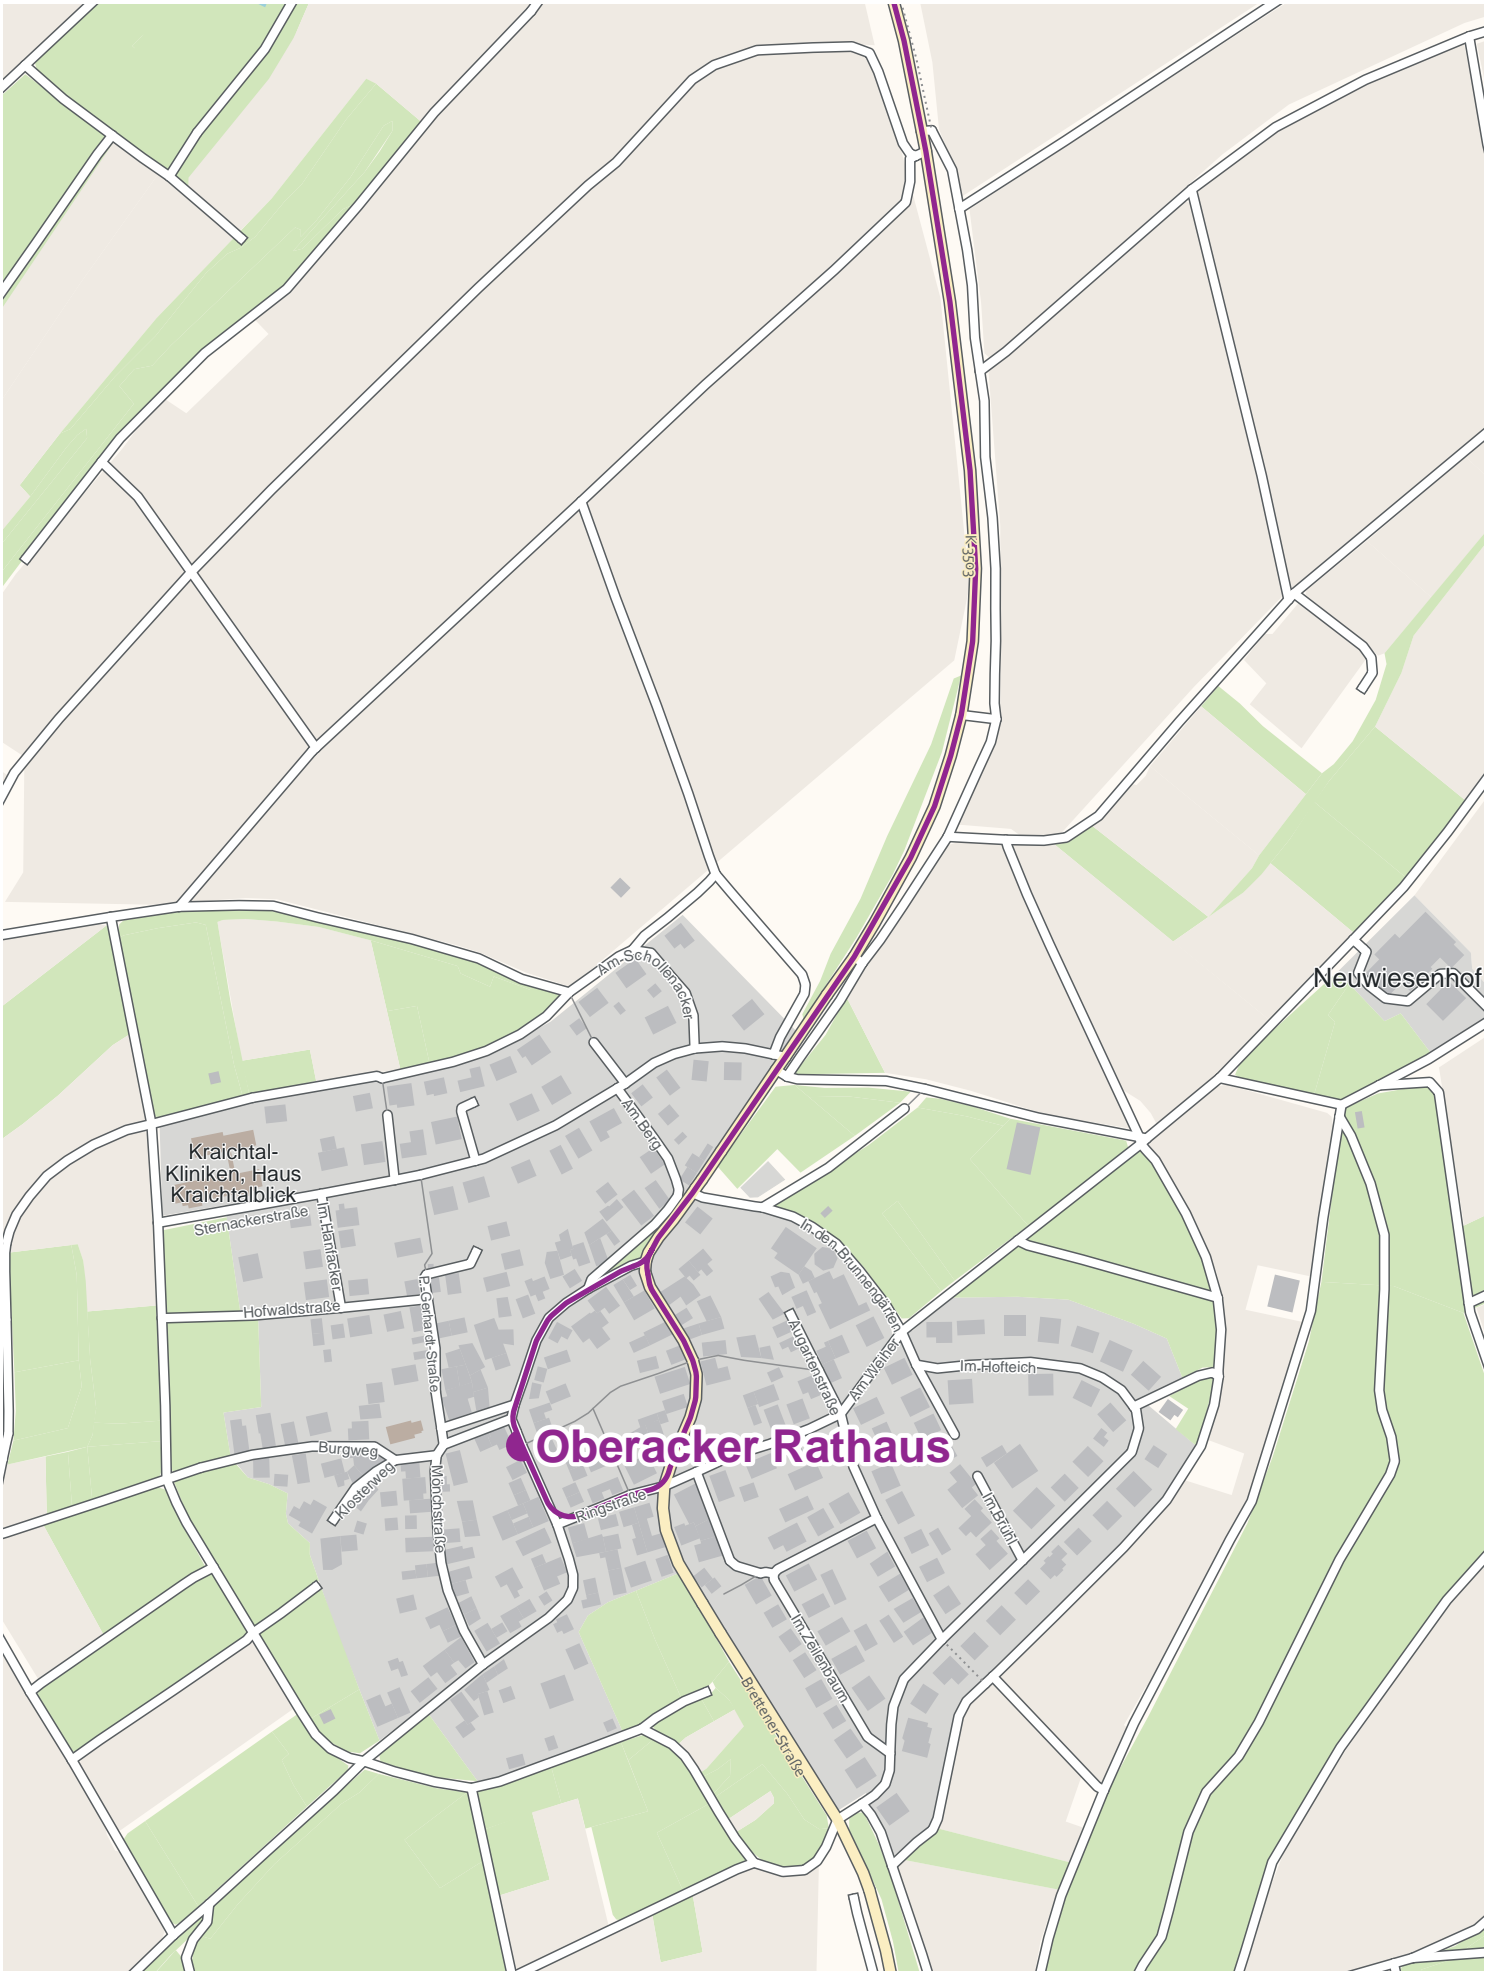 K 3503
Am Schollenacker
Neuwiesenhof
Am Berg
Kraichtal-
Kliniken, Haus
Kraichtalblick
Sternackerstraße
Im Hanfacker
In den Brunnengärten
P.-Gerhardt-Straße
Hofwaldstraße
Augartenstraße
Am Weiher
Im Hofteich
Burgweg
Oberacker Rathaus
Klosterweg
Mönchstraße
Ringstraße
Im Brühl
Im Zeilenbaum
Brettener Straße